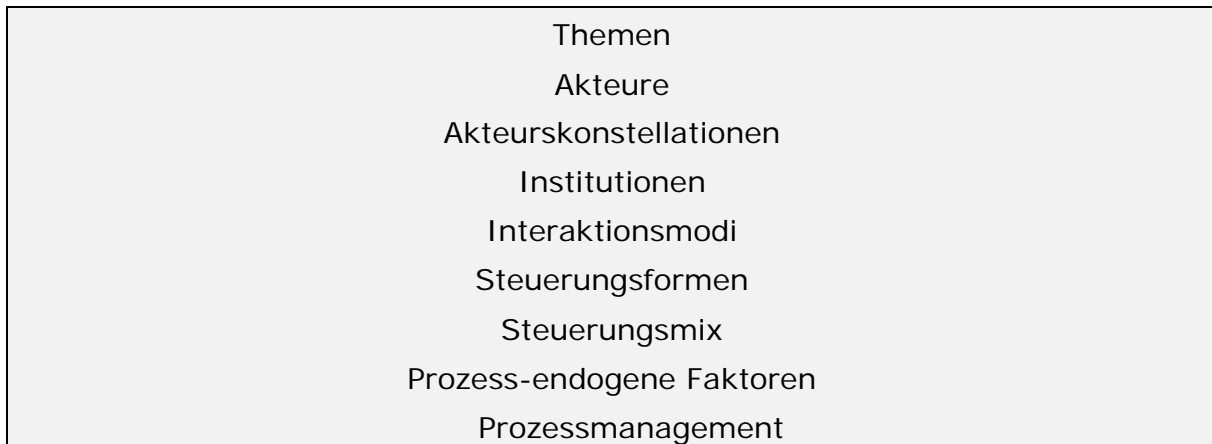 Themen
Akteure
Akteurskonstellationen
Institutionen
Interaktionsmodi
Steuerungsformen
Steuerungsmix
Prozess-endogene Faktoren
Prozessmanagement